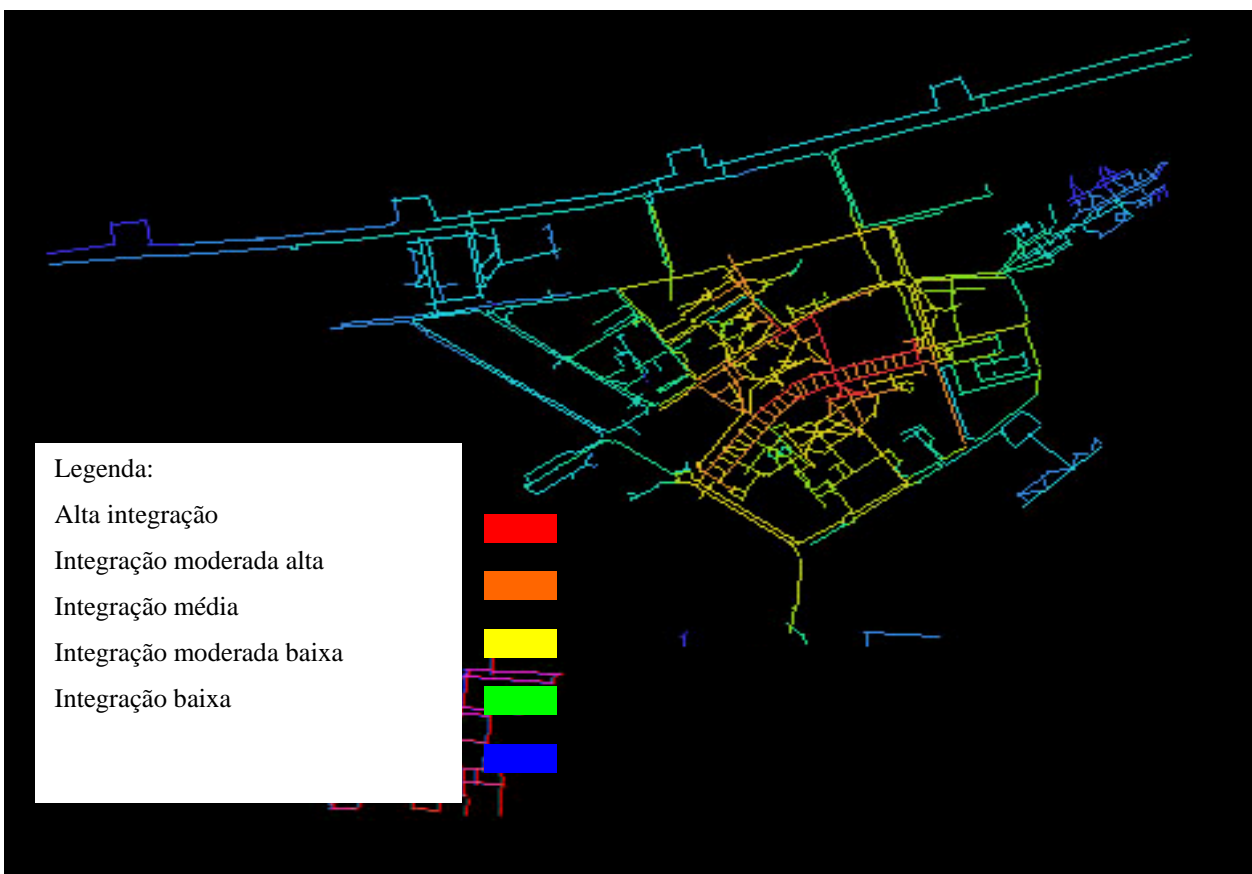 Legenda:
Alta integração
Integração moderada alta
Integração média
Integração moderada baixa
Integração baixa